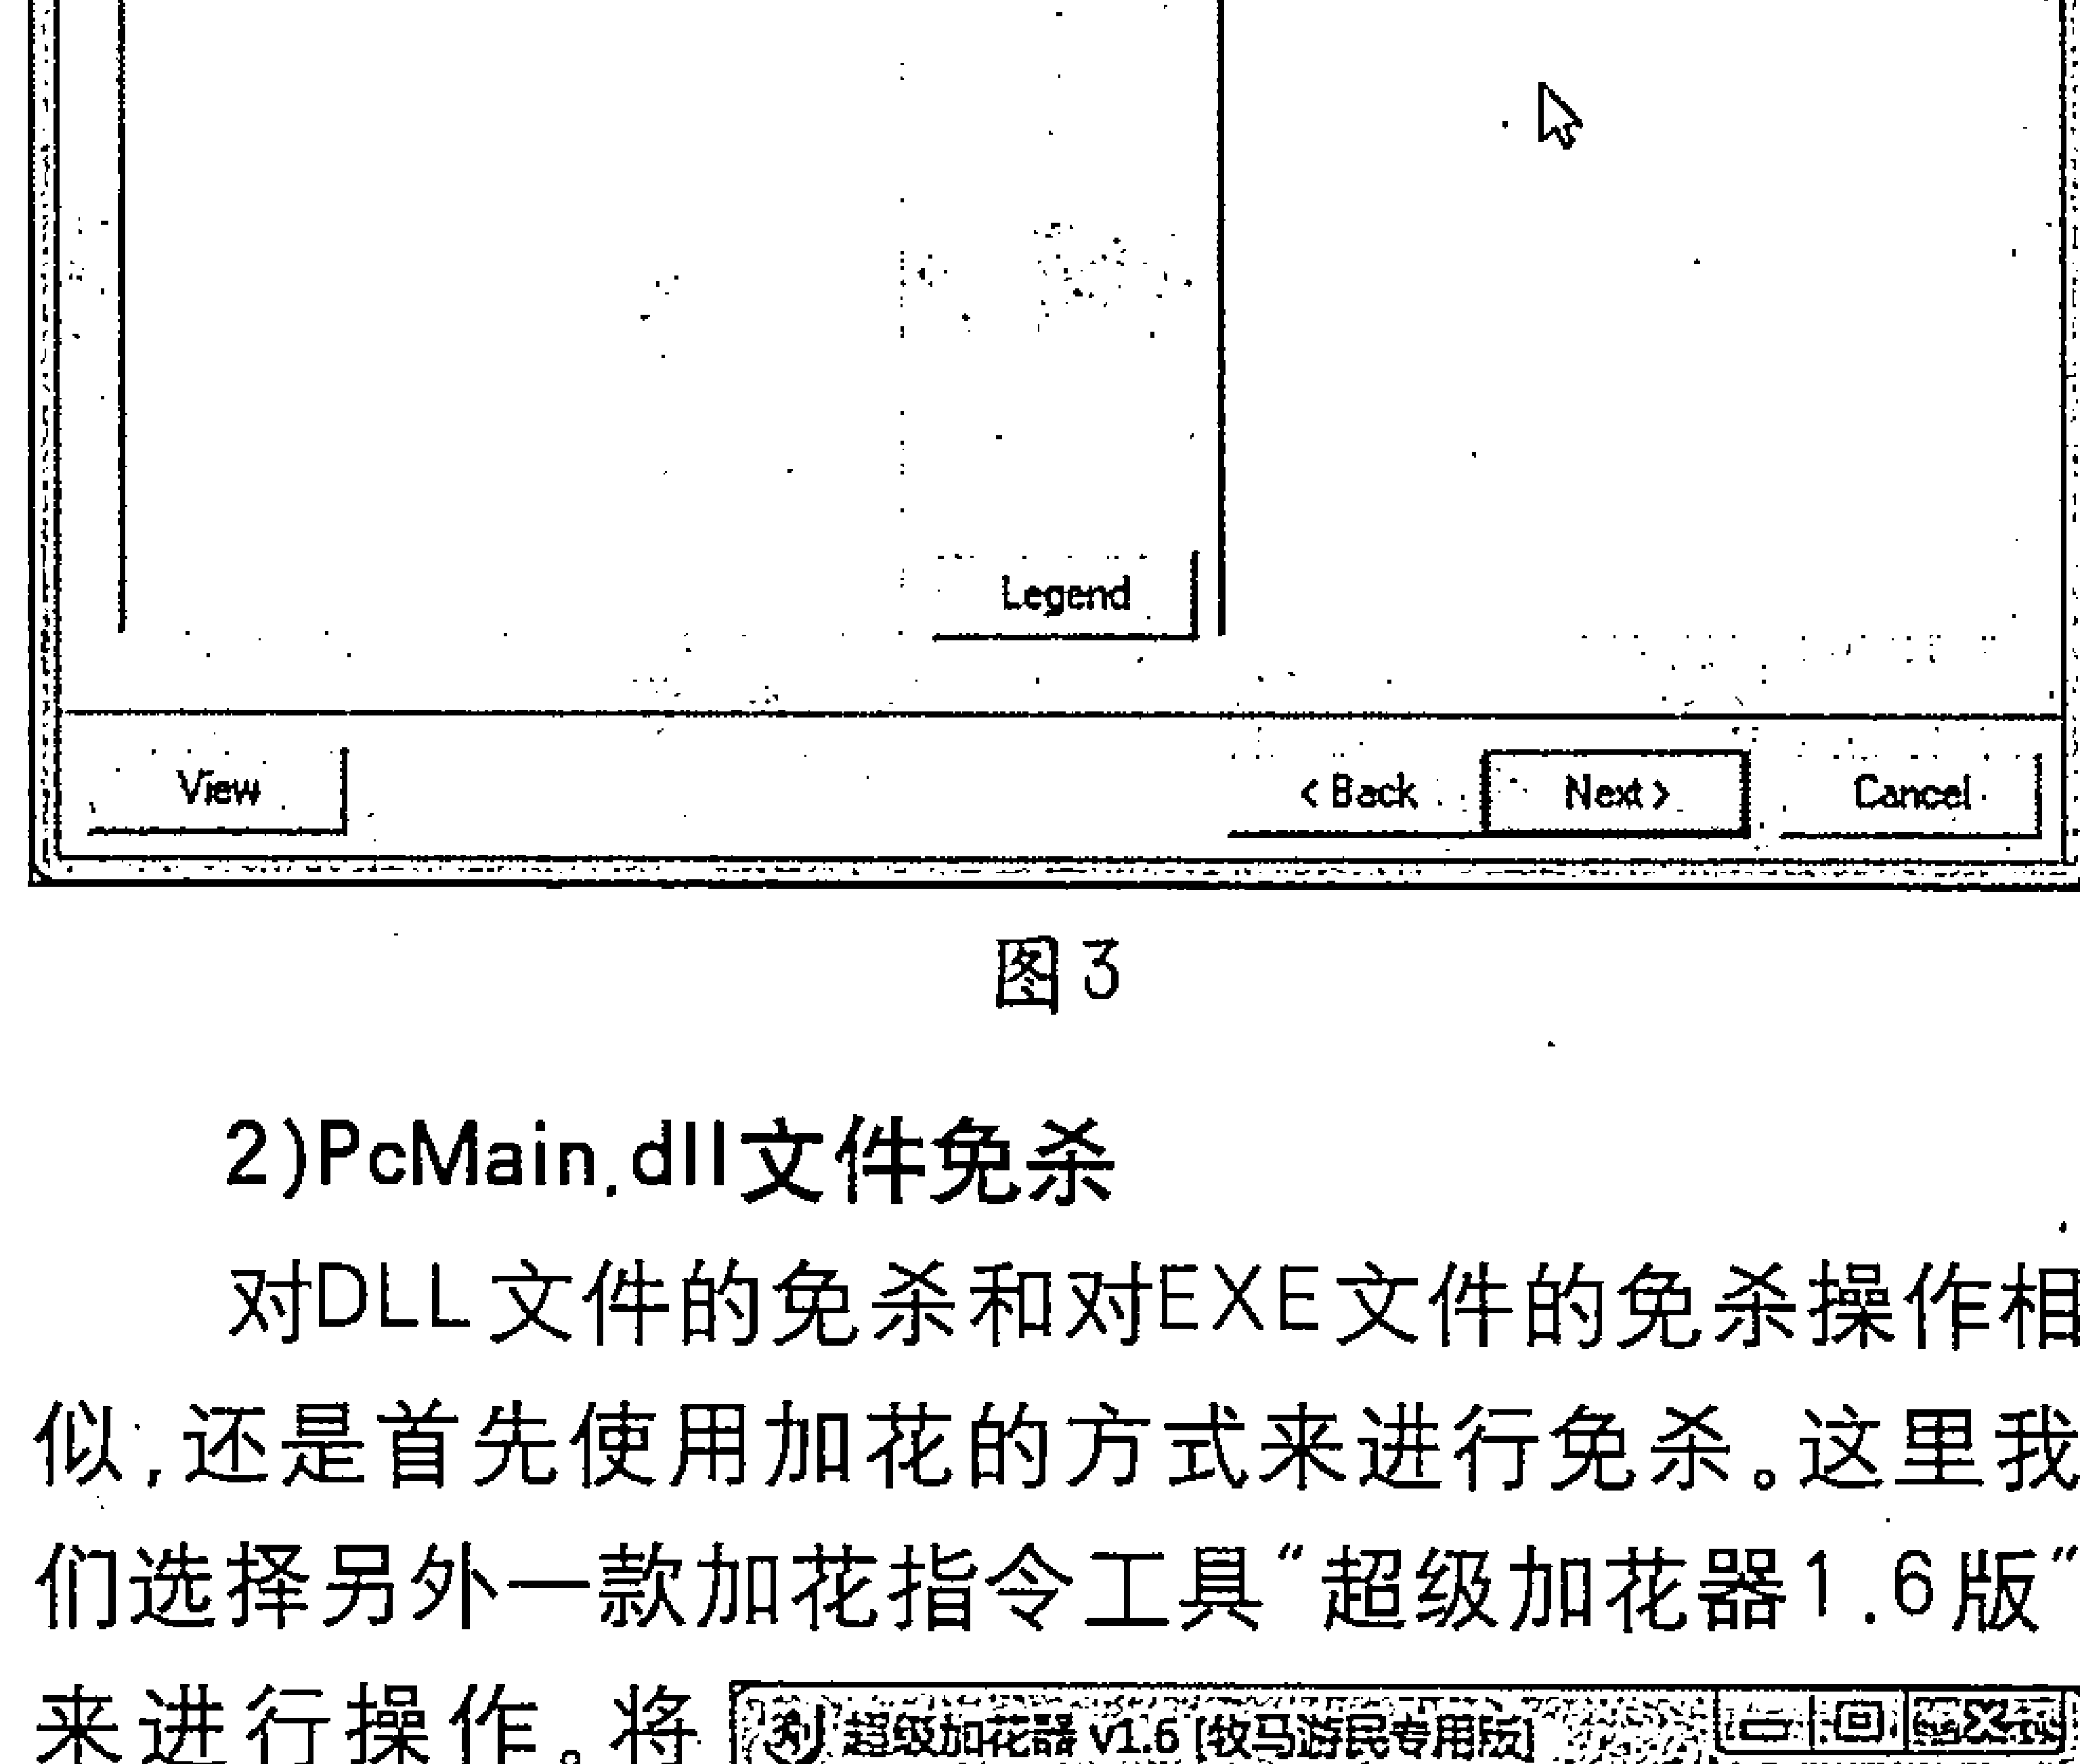 Legend
View
< Back
Next >
Cancel
图3
2)PcMain.dll文件免杀
对DLL文件的免杀和对EXE文件的免杀操作相
似,还是首先使用加花的方式来进行免杀。这里我
们选择另外一款加花指令工具“超级加花器1.6版”
来进行操作。将
超级加花器 v1.6 [牧马游民专用版]